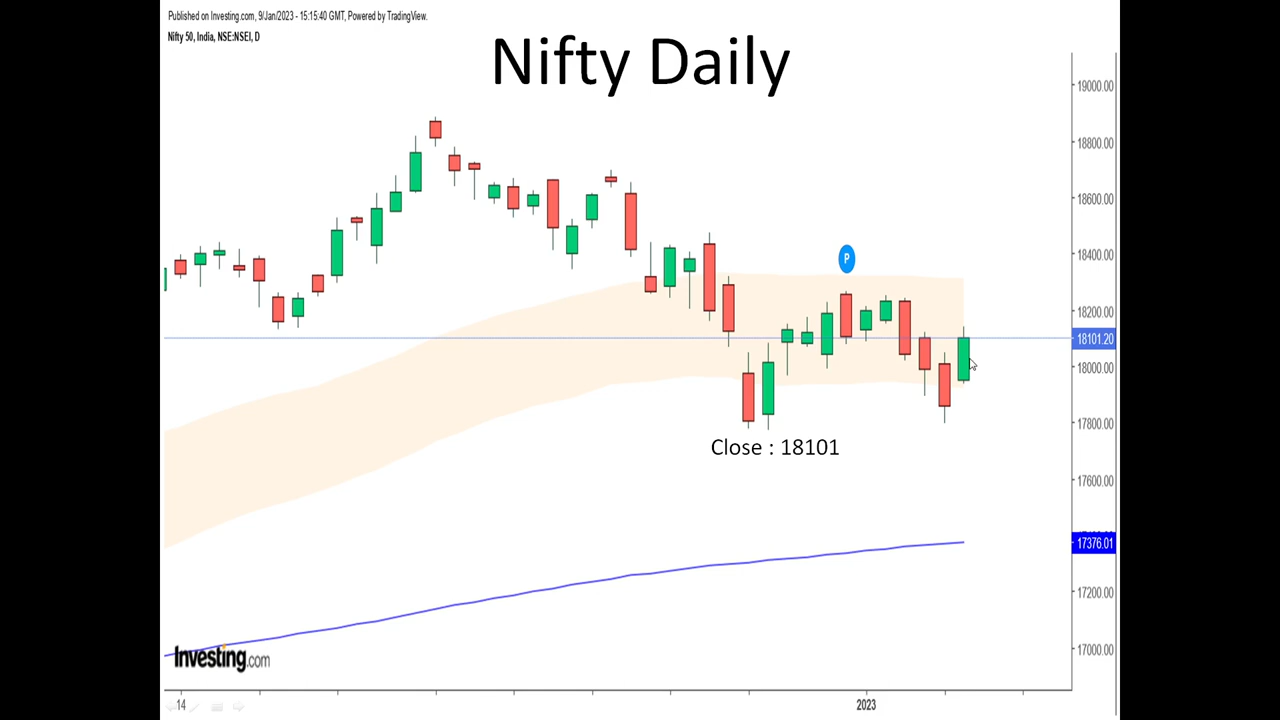 Published on Investing.com, 9/Jan/2023 - 15:15:40 GMT, Powered by TradingView.
Nifty 50, India, NSE:NSEI, D
Nifty Daily
19000.00
18800.00
18600.00
18400.00
P
18200.00
18101.20
18000.00
17800.00
Close : 18101
17600.00
17376.01
17200.00
17000.00
Investing.com
14
2023